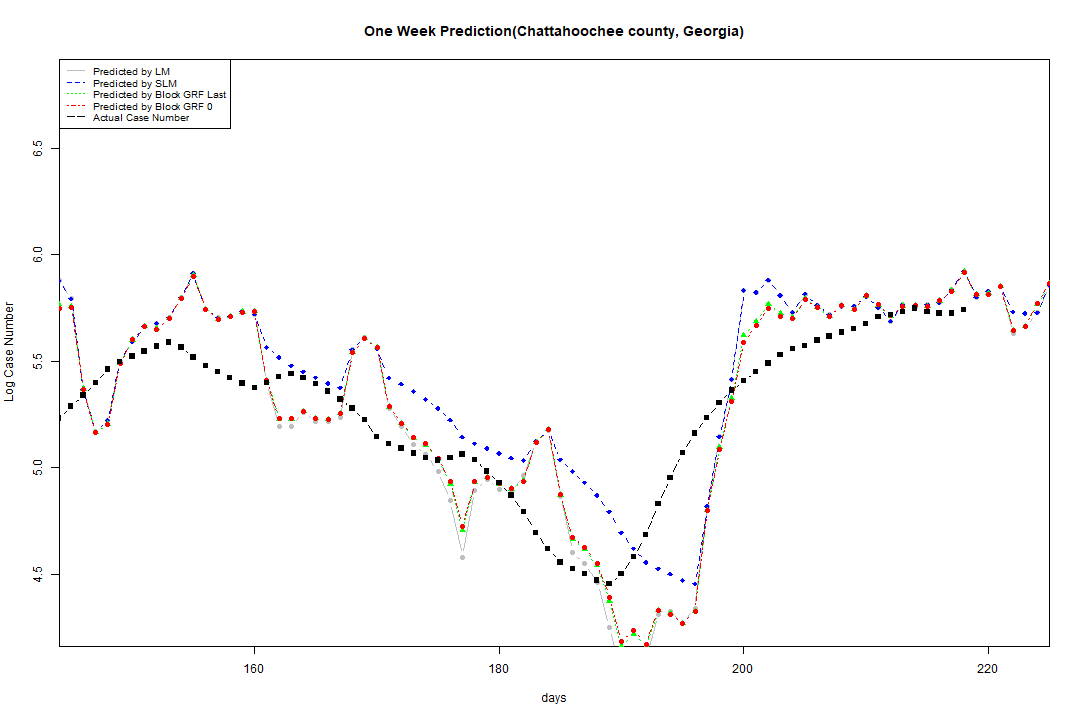 One Week Prediction(Chattahoochee county, Georgia)
Predicted by LM
Predicted by SLM
Predicted by Block GRF Last
Predicted by Block GRF 0
Actual Case Number
6.5
6.0
5.5
5.0
4.5
Log Case Number
160 180 200 220
days